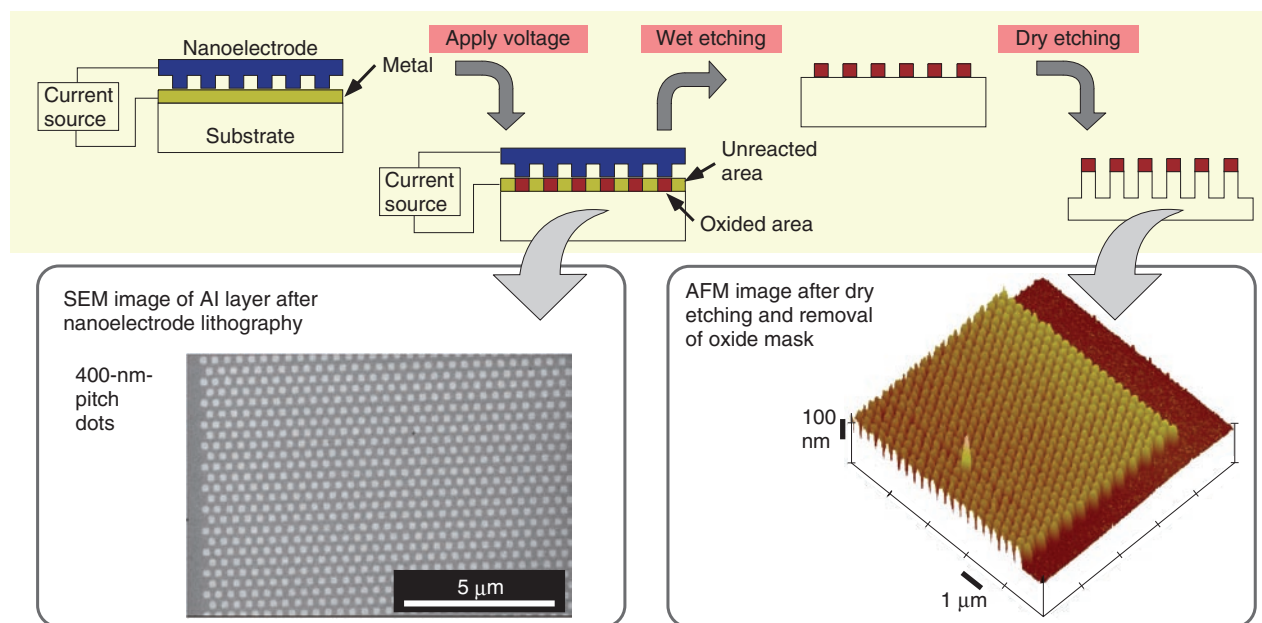 Nanoelectrode
Apply voltage
Wet etching
Dry etching
Metal
Current
source
Substrate
Current
source
Unreacted
area
Oxided area
SEM image of AI layer after
nanoelectrode lithography
400-nm-
pitch
dots
5 μm
AFM image after dry
etching and removal
of oxide mask
100
nm
1 μm